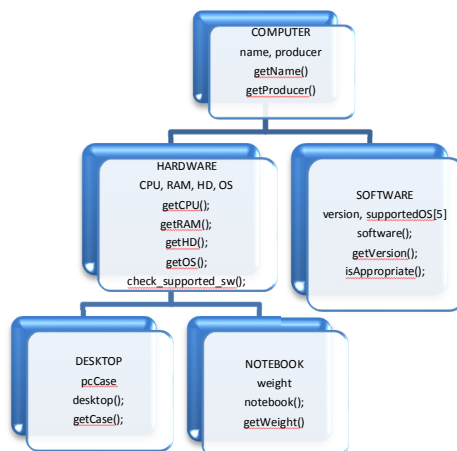 COMPUTER
name, producer
getName()
getProducer()
HARDWARE
CPU, RAM, HD, OS
getCPU();
getRAM();
getHD();
getOS();
check_supported_sw();
SOFTWARE
version, supportedOS[5]
software();
getVersion();
isAppropriate();
DESKTOP
pcCase
desktop();
getCase();
NOTEBOOK
weight
notebook();
getWeight()